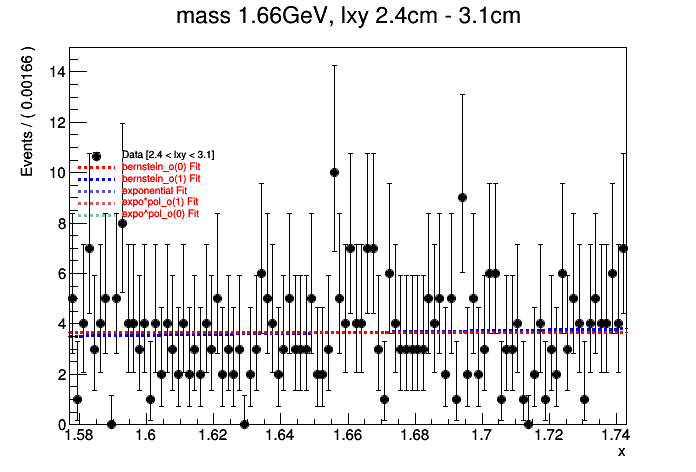 mass 1.66GeV, lxy 2.4cm - 3.1cm
Events / ( 0.00166 )
14
12
10
8
6
4
2
0
Data [2.4 < lxy < 3.1]
bernstein_o(0) Fit
bernstein_o(1) Fit
exponential Fit
expo*pol_o(1) Fit
expo^pol_o(0) Fit
1.58 1.6 1.62 1.64 1.66 1.68 1.7 1.72 1.74
x